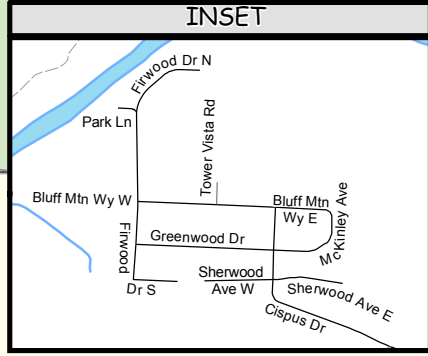 INSET
Firwood Dr N
Park Ln
Tower Vista Rd
Bluff Mtn Wy W
Bluff Mtn
Wy E
McKinley Ave
Firwood
Dr S
Greenwood Dr
Sherwood
Ave W
Sherwood Ave E
Cispus Dr